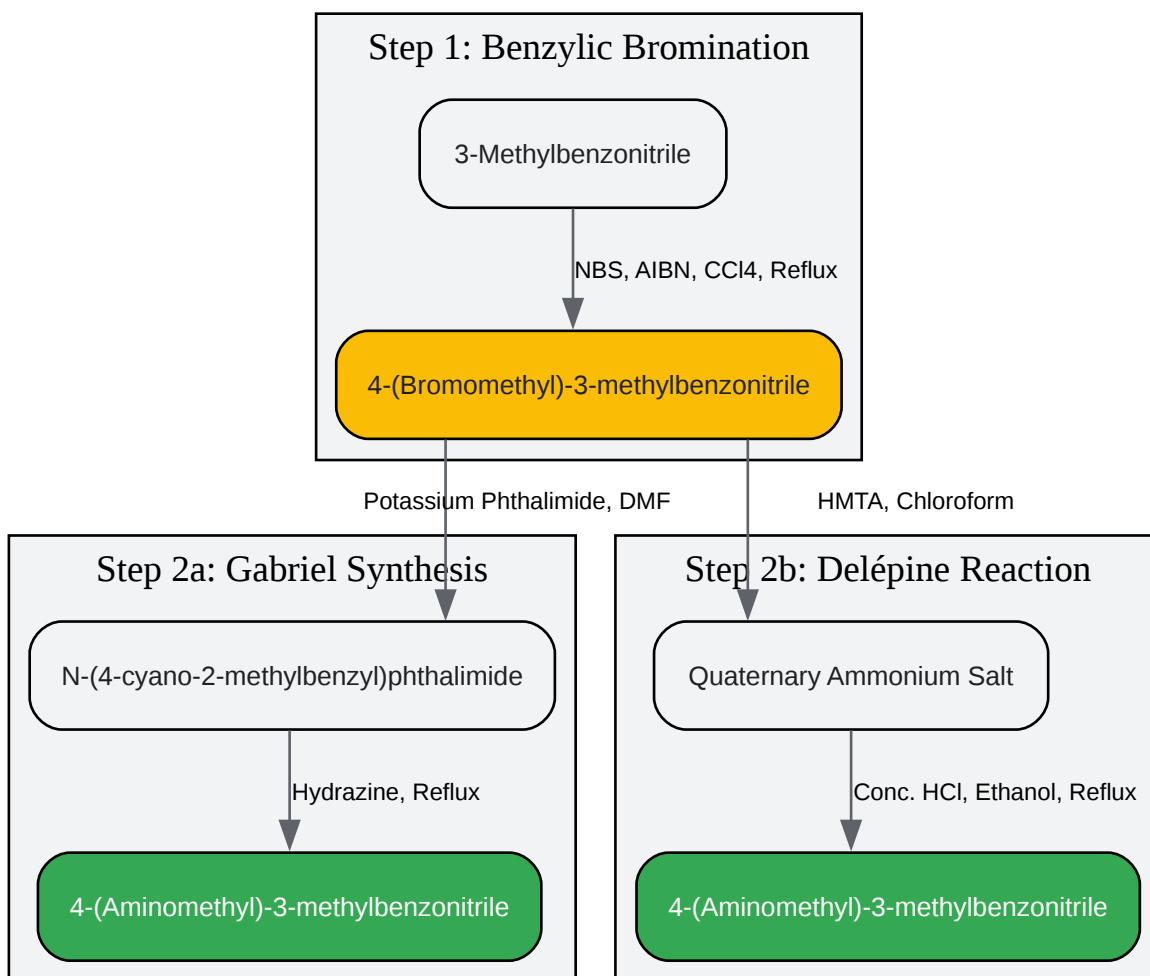 Step 1: Benzylic Bromination
3-Methylbenzonitrile
NBS, AIBN, CCl4, Reflux
4-(Bromomethyl)-3-methylbenzonitrile
Potassium Phthalimide, DMF
HMTA, Chloroform
Step 2a: Gabriel Synthesis
Step 2b: Delépine Reaction
N-(4-cyano-2-methylbenzyl)phthalimide
Quaternary Ammonium Salt
Hydrazine, Reflux
Conc. HCl, Ethanol, Reflux
4-(Aminomethyl)-3-methylbenzonitrile
4-(Aminomethyl)-3-methylbenzonitrile